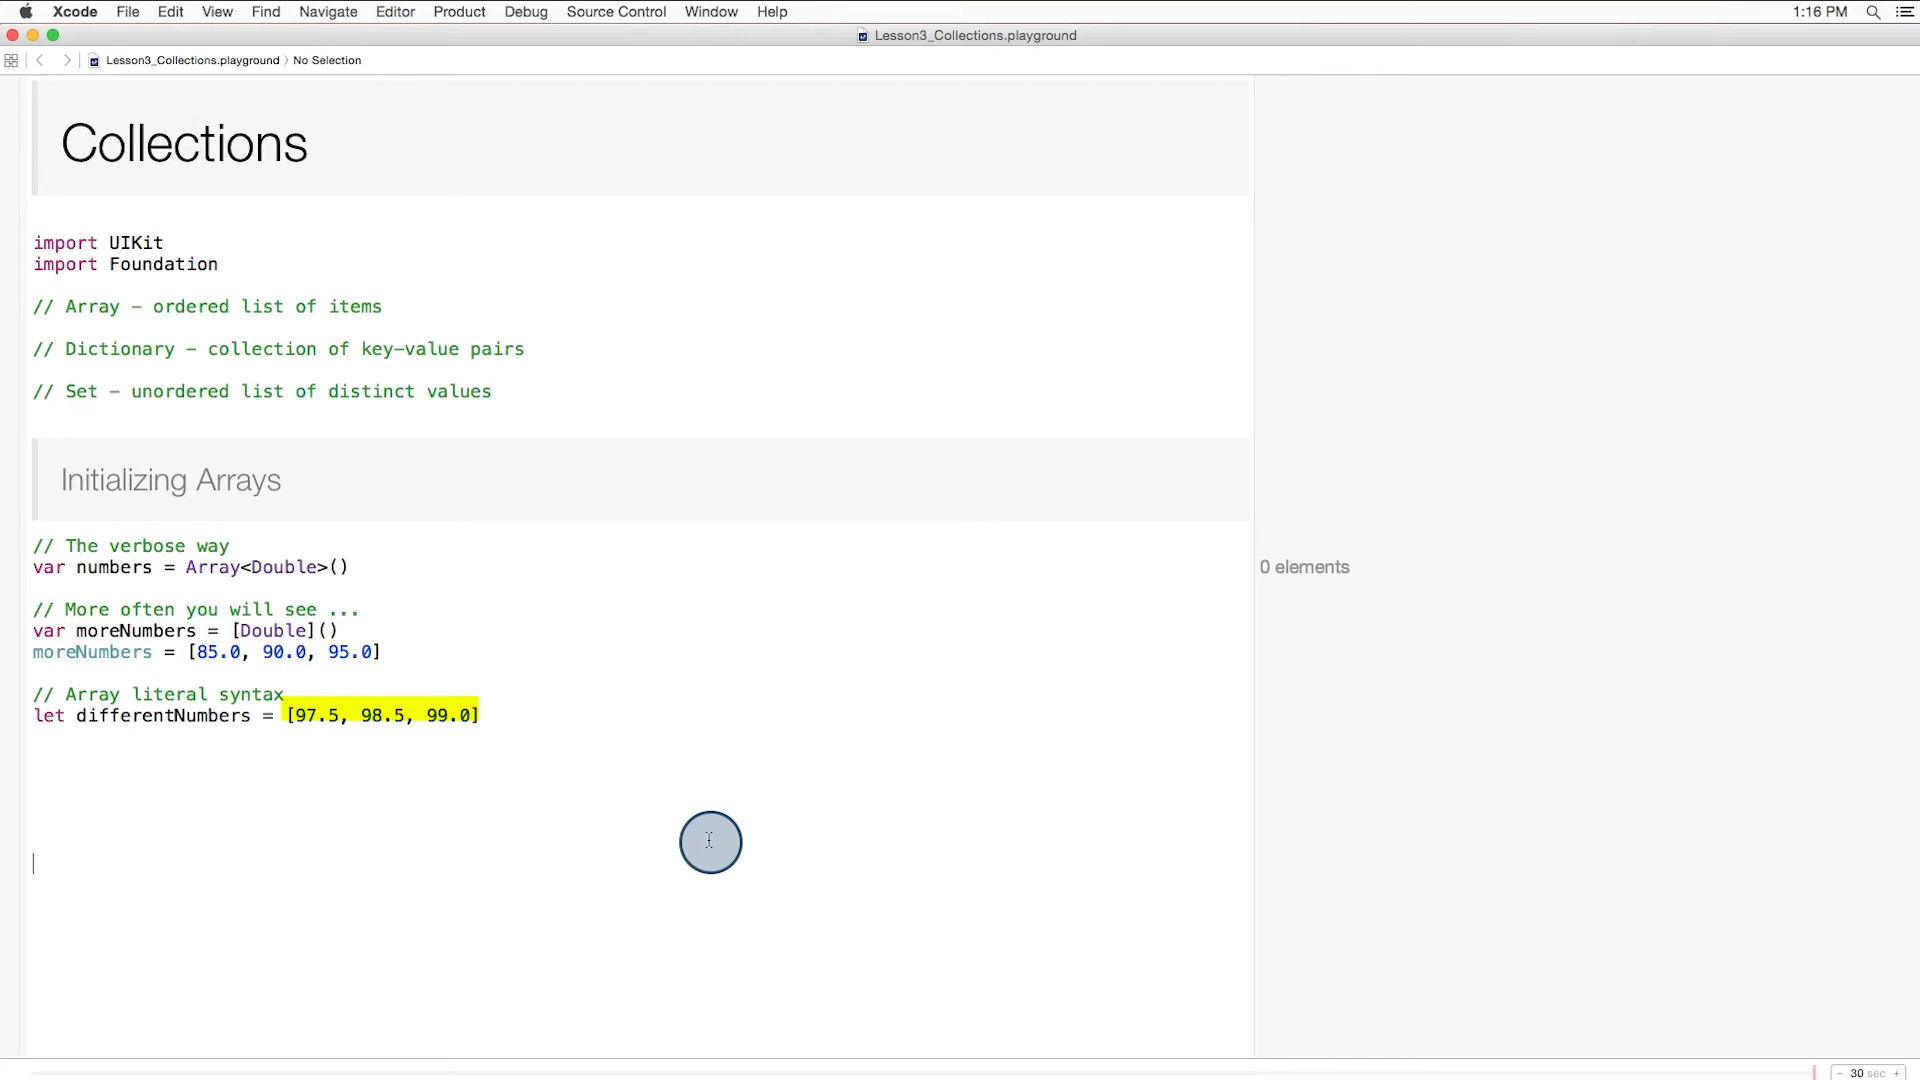 Xcode File Edit View Find Navigate Editor Product Debug Source Control Window Help 1:16 PM
Lesson3_Collections.playground
Lesson3_Collections.playground 〉 No Selection
Collections
import UIKit
import Foundation
// Array - ordered list of items
// Dictionary - collection of key-value pairs
// Set - unordered list of distinct values
Initializing Arrays
// The verbose way
var numbers = Array<Double>()
0 elements
// More often you will see ...
var moreNumbers = [Double]()
moreNumbers = [85.0, 90.0, 95.0]
// Array literal syntax
let differentNumbers = [97.5, 98.5, 99.0]
- 30 sec +